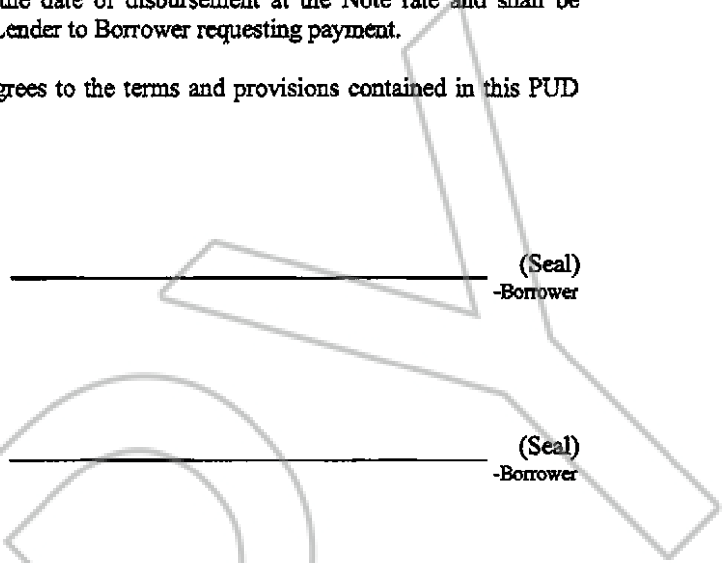 the date of disbursement at the Note rate and shall be
Lender to Borrower requesting payment.
grees to the terms and provisions contained in this PUD
(Seal)
-Borrower
(Seal)
-Borrower